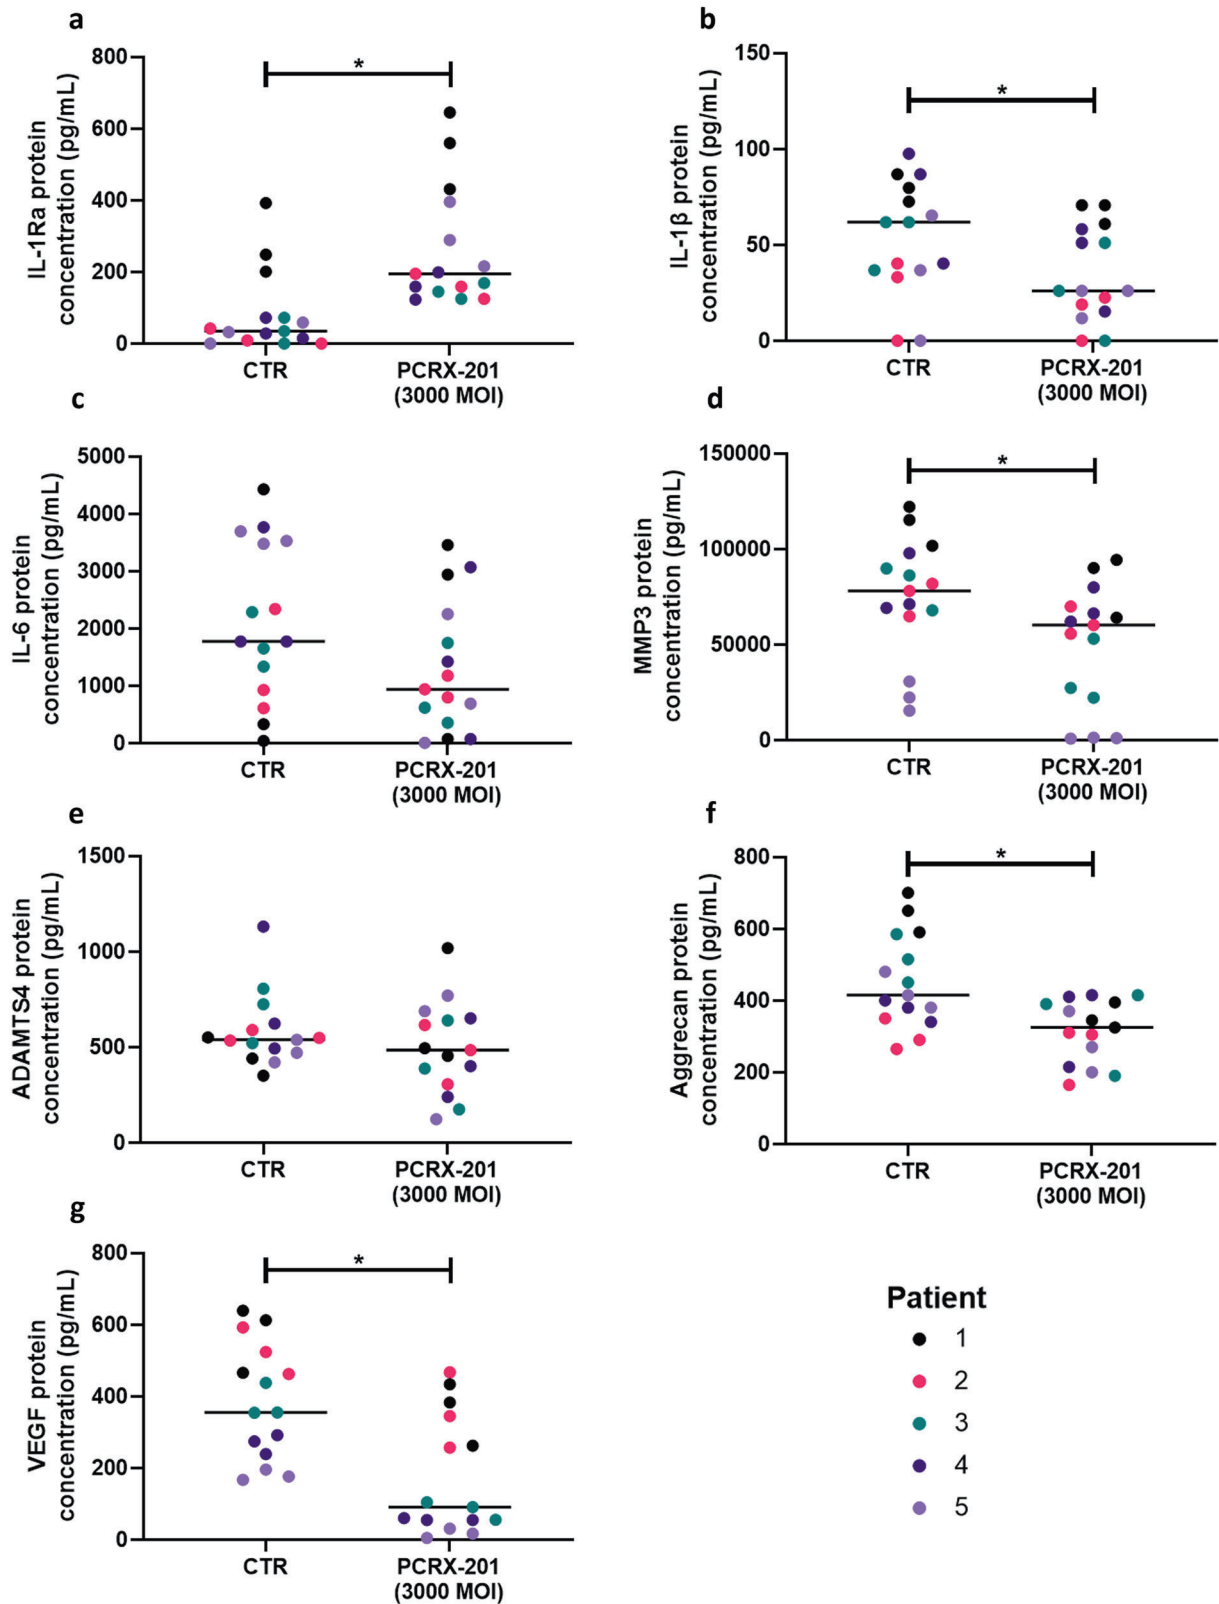 a
IL-1Ra protein
concentration (pg/mL)
800
600
400
200
0
*
CTR
PCRX-201
(3000 MOI)
b
IL-1β protein
concentration (pg/mL)
150
100
50
0
*
CTR
PCRX-201
(3000 MOI)
c
IL-6 protein
concentration (pg/mL)
5000
4000
3000
2000
1000
0
CTR
PCRX-201
(3000 MOI)
d
MMP3 protein
concentration (pg/mL)
150000
100000
50000
0
*
CTR
PCRX-201
(3000 MOI)
e
ADAMTS4 protein
concentration (pg/mL)
1500
1000
500
0
CTR
PCRX-201
(3000 MOI)
f
Aggrecan protein
concentration (pg/mL)
800
600
400
200
0
*
CTR
PCRX-201
(3000 MOI)
g
VEGF protein
concentration (pg/mL)
800
600
400
200
0
*
CTR
PCRX-201
(3000 MOI)
Patient
1
2
3
4
5